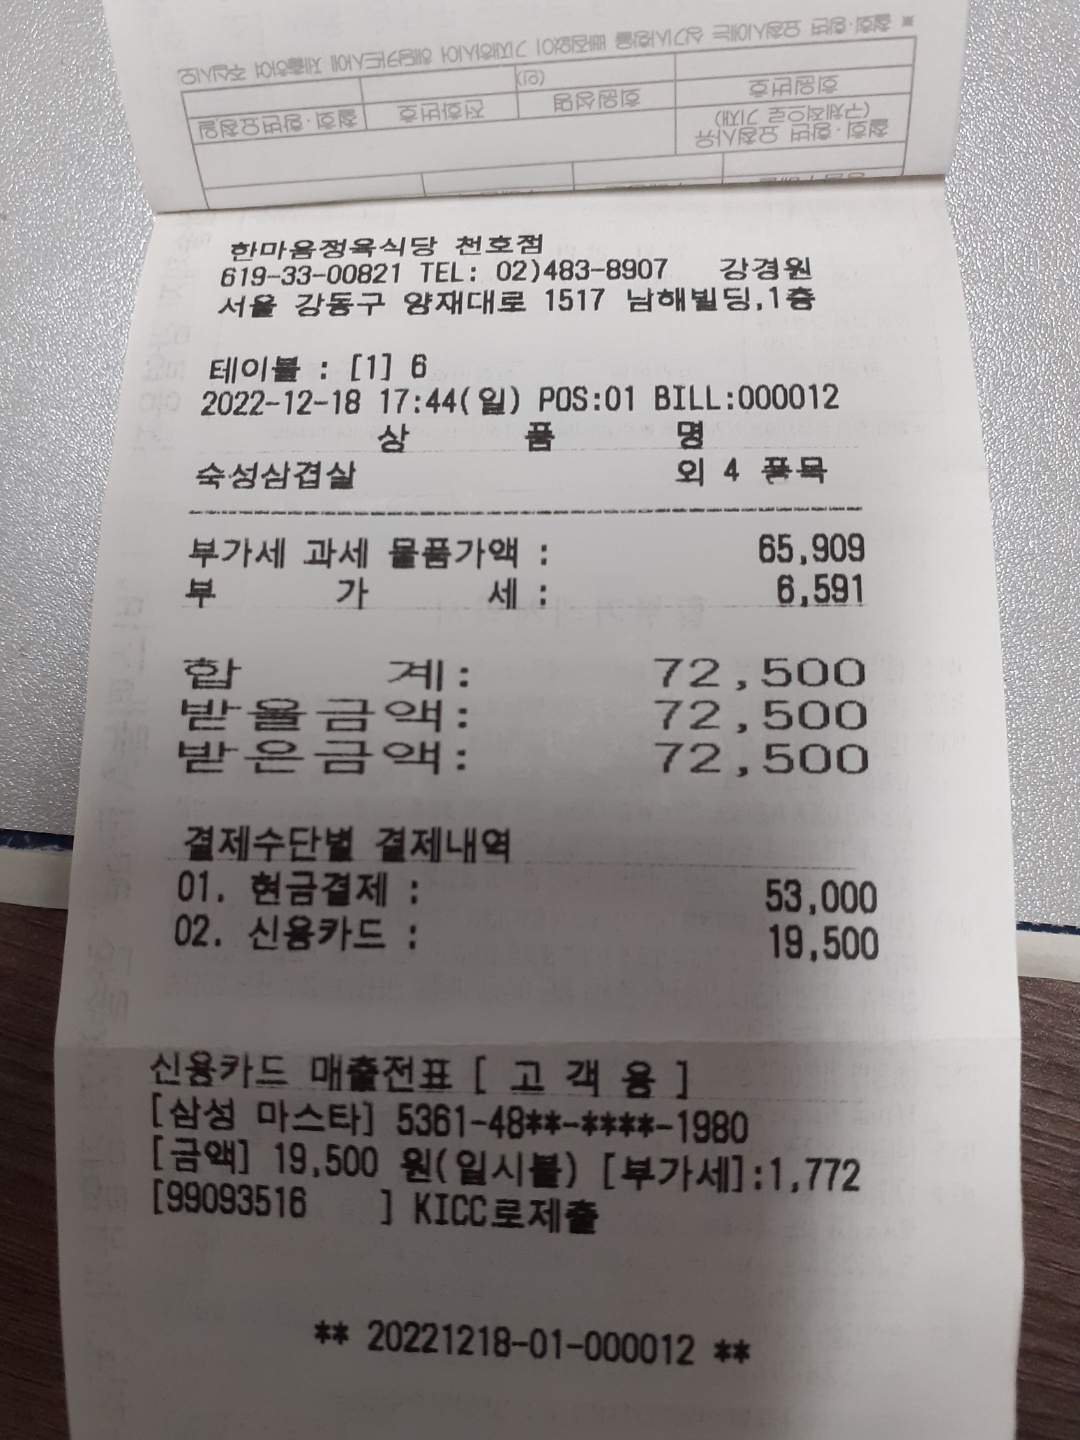 한마음정육식당 천호점
619-33-00821 TEL: 02)483-8907 강경원
서울 강동구 양재대로 1517 남해빌딩,1층
테이블 : [1] 6
2022-12-18 17:44(일) POS:01 BILL:000012
상 품 명
숙성삼겹살 외 4 품목
부가세 과세 물품가액 : 65,909
부 가 세 : 6,591
합 계: 72,500
받을금액: 72,500
받은금액: 72,500
결제수단별 결제내역
01. 현금결제 : 53,000
02. 신용카드 : 19,500
신용카드 매출전표 [ 고 객 용 ]
[삼성 마스타] 5361-48**-****-1980
[금액] 19,500 원(일시불) [부가세]:1,772
[99093516 ] KICC로제출
** 20221218-01-000012 **